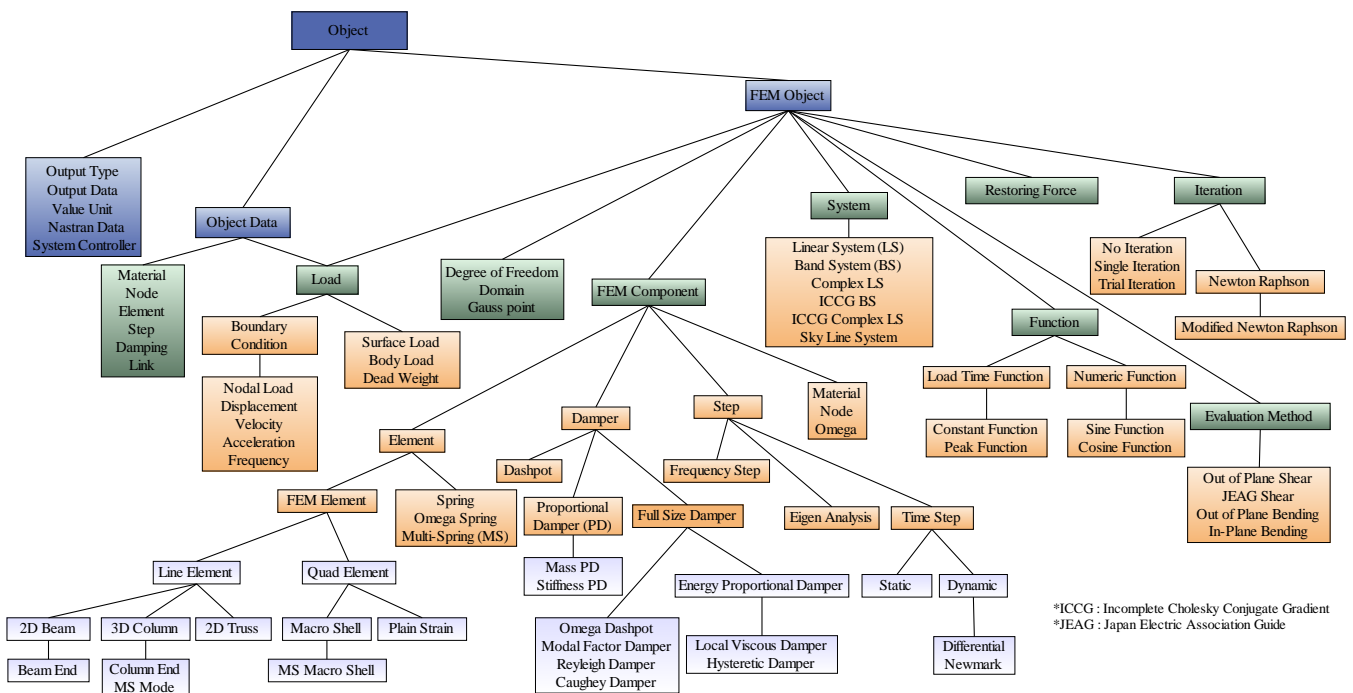 Object
FEM Object
Output Type
Output Data
Value Unit
Nastran Data
System Controller
Object Data
System
Restoring Force
Iteration
Material
Node
Element
Step
Damping
Link
Load
Degree of Freedom
Domain
Gauss point
FEM Component
Linear System (LS)
Band System (BS)
Complex LS
ICCG BS
ICCG Complex LS
Sky Line System
No Iteration
Single Iteration
Trial Iteration
Newton Raphson
Modified Newton Raphson
Function
Boundary
Condition
Surface Load
Body Load
Dead Weight
Nodal Load
Displacement
Velocity
Acceleration
Frequency
Load Time Function
Numeric Function
Constant Function
Peak Function
Sine Function
Cosine Function
Evaluation Method
Out of Plane Shear
JEAG Shear
Out of Plane Bending
In-Plane Bending
Element
Damper
Step
Material
Node
Omega
Dashpot
Frequency Step
FEM Element
Spring
Omega Spring
Multi-Spring (MS)
Proportional
Damper (PD)
Full Size Damper
Eigen Analysis
Time Step
Mass PD
Stiffness PD
Line Element
Quad Element
Energy Proportional Damper
Static
Dynamic
2D Beam
3D Column
2D Truss
Macro Shell
Plain Strain
Beam End
Column End
MS Mode
MS Macro Shell
Omega Dashpot
Modal Factor Damper
Reyleigh Damper
Caughey Damper
Local Viscous Damper
Hysteretic Damper
Differential
Newmark
*ICCG : Incomplete Cholesky Conjugate Gradient
*JEAG : Japan Electric Association Guide